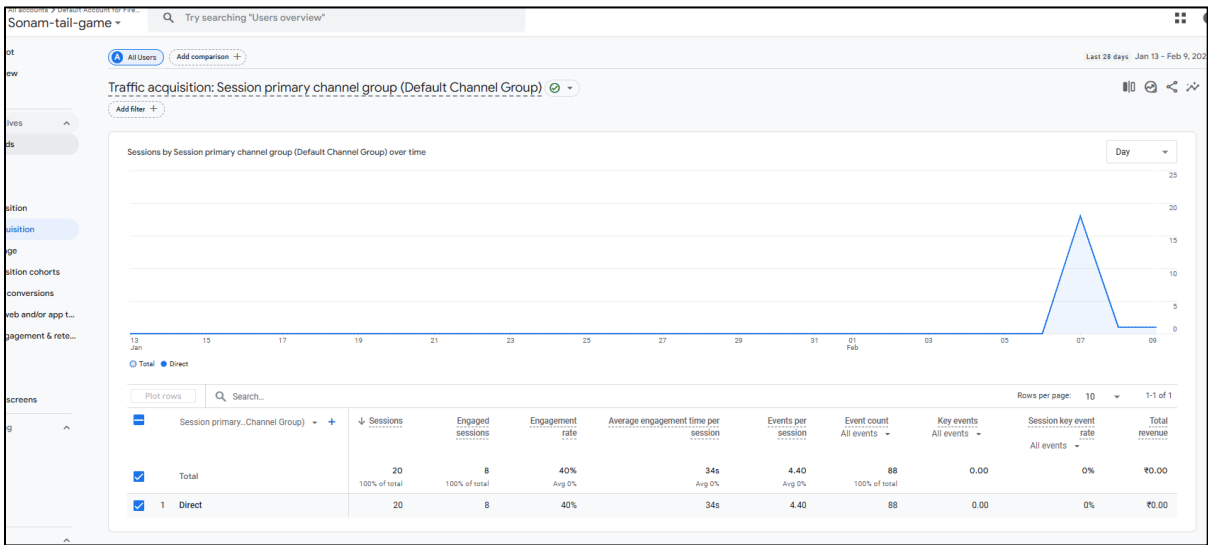 All accounts > Default Account for Fire...
Sonam-tail-game
Try searching "Users overview"
ot
ew
ives
ds
sition
uisition
ge
sition cohorts
conversions
web and/or app t...
gagement & rete...
screens
g
A All Users
Add comparison +
Last 28 days Jan 13 - Feb 9, 202
Traffic acquisition: Session primary channel group (Default Channel Group)
Add filter +
Sessions by Session primary channel group (Default Channel Group) over time
Day
25
20
15
10
5
0
13 15 17 19 21 23 25 27 29 31 01 03 05 07 09
Jan Feb
Total Direct
Plot rows Search... Rows per page: 10 1-1 of 1
Session primary...Channel Group) + ↓ Sessions Engaged sessions Engagement rate Average engagement time per session Events per session Event count All events Key events All events Session key event rate All events Total revenue
Total 20 8 40% 34s 4.40 88 0.00 0% ₹0.00
100% of total 100% of total Avg 0% Avg 0% Avg 0% 100% of total
1 Direct 20 8 40% 34s 4.40 88 0.00 0% ₹0.00